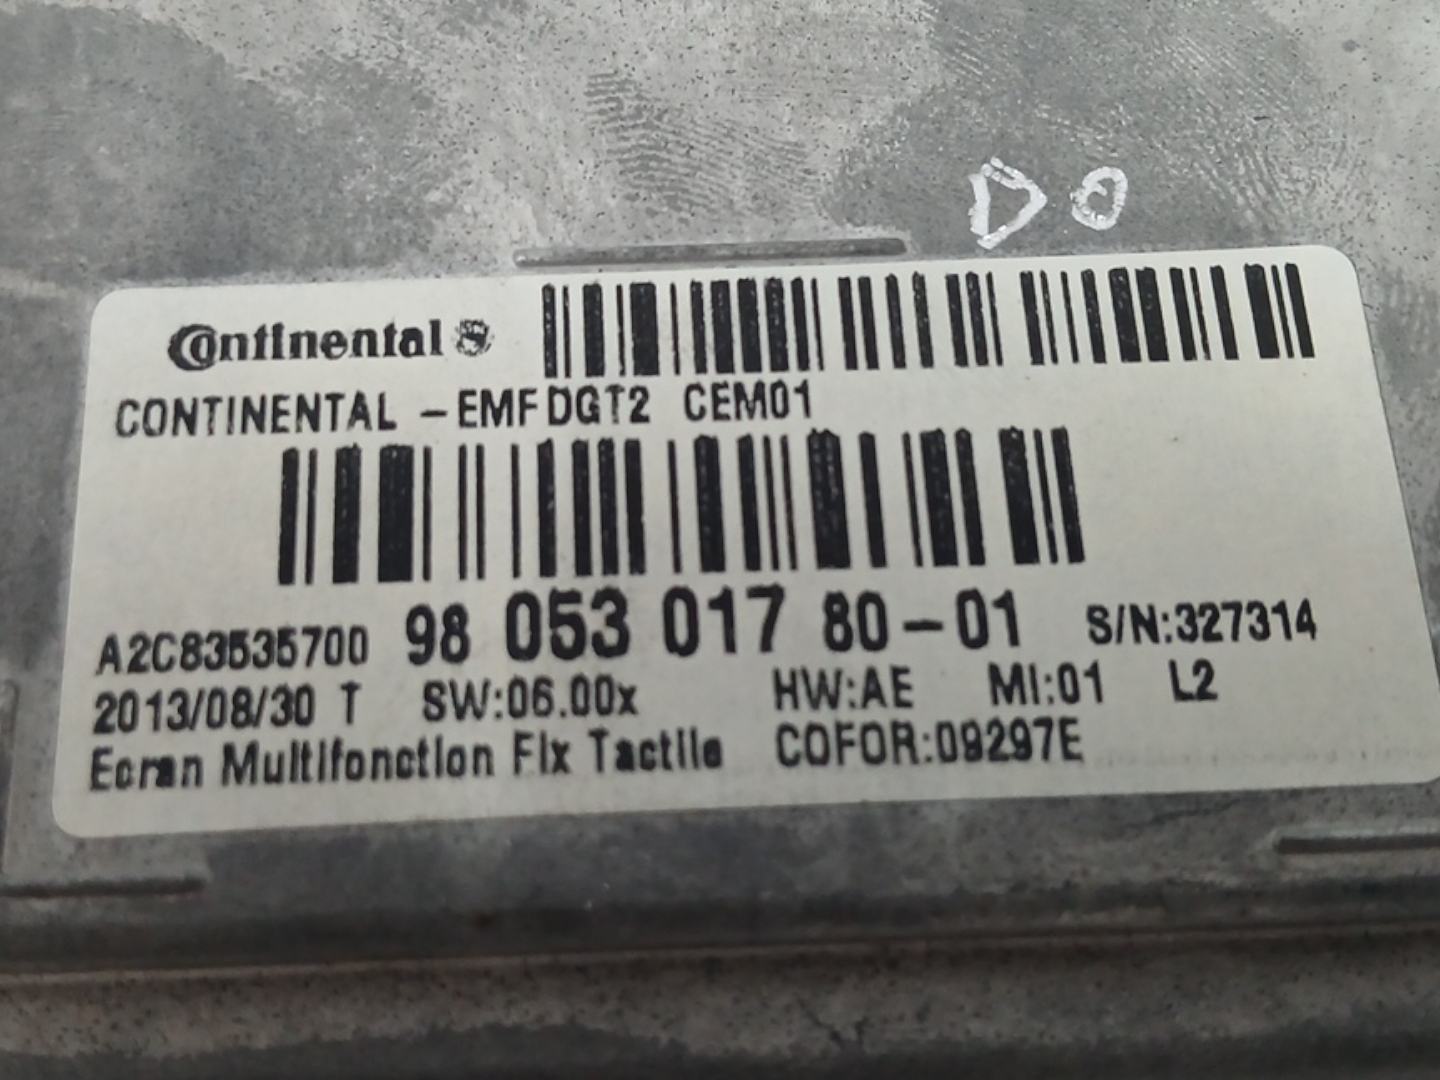 DO
Continental
CONTINENTAL -EMF DGT2 CEM01
A2C83535700 98 053 017 80-01 S/N:327314
2013/08/30 T SW:06.00x HW:AE MI:01 L2
Ecran Multifonction Fix Tactile COFOR:09297E